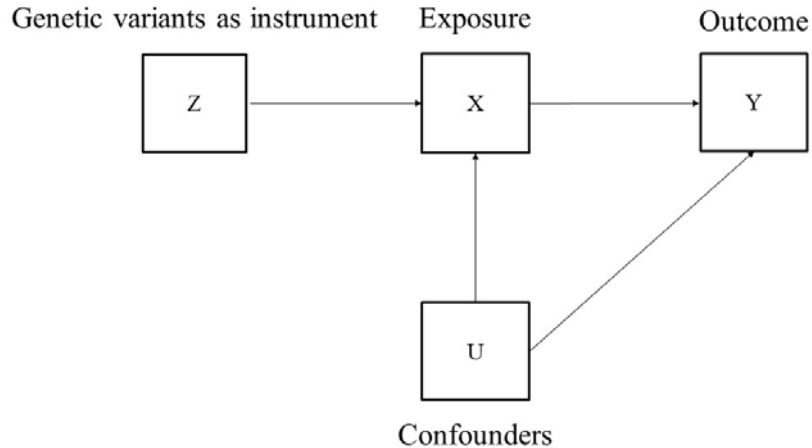 Genetic variants as instrument
Exposure
Outcome
Z
X
Y
U
Confounders